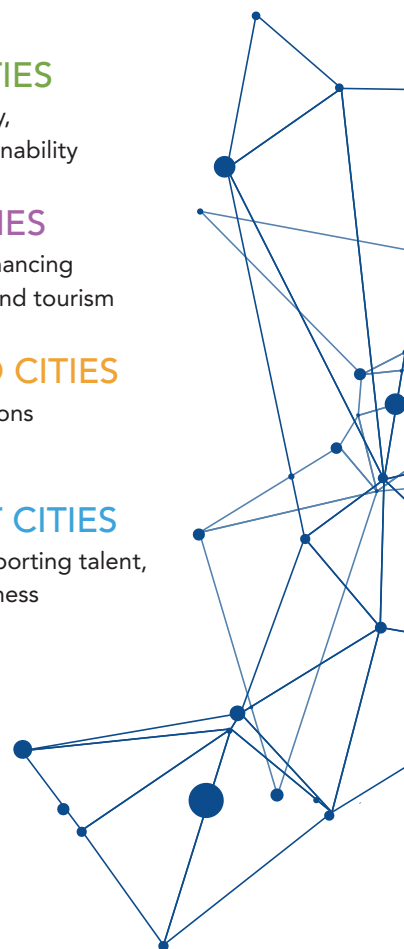 TIES
y,
nability
IES
nancing
nd tourism
O CITIES
ons
T CITIES
porting talent,
ness